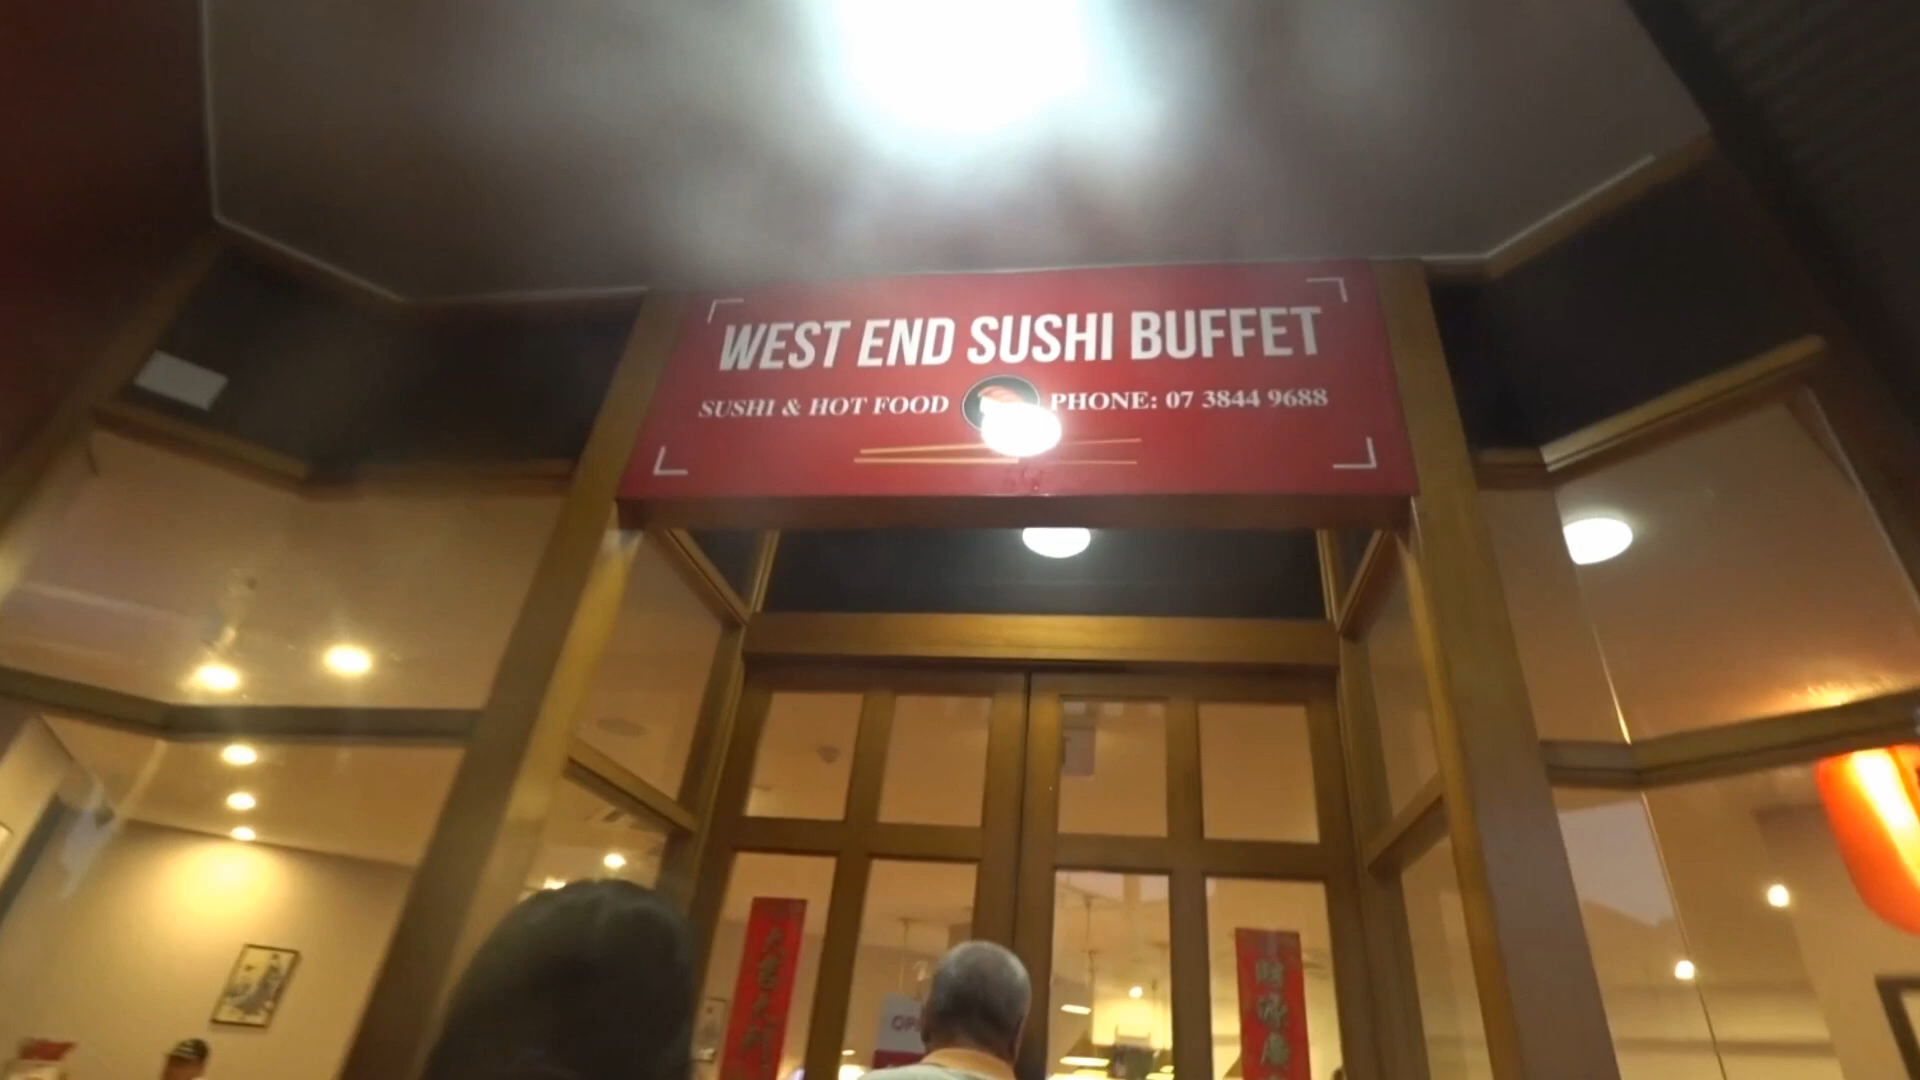 WEST END SUSHI BUFFET
SUSHI & HOT FOOD
PHONE: 07 3844 9688